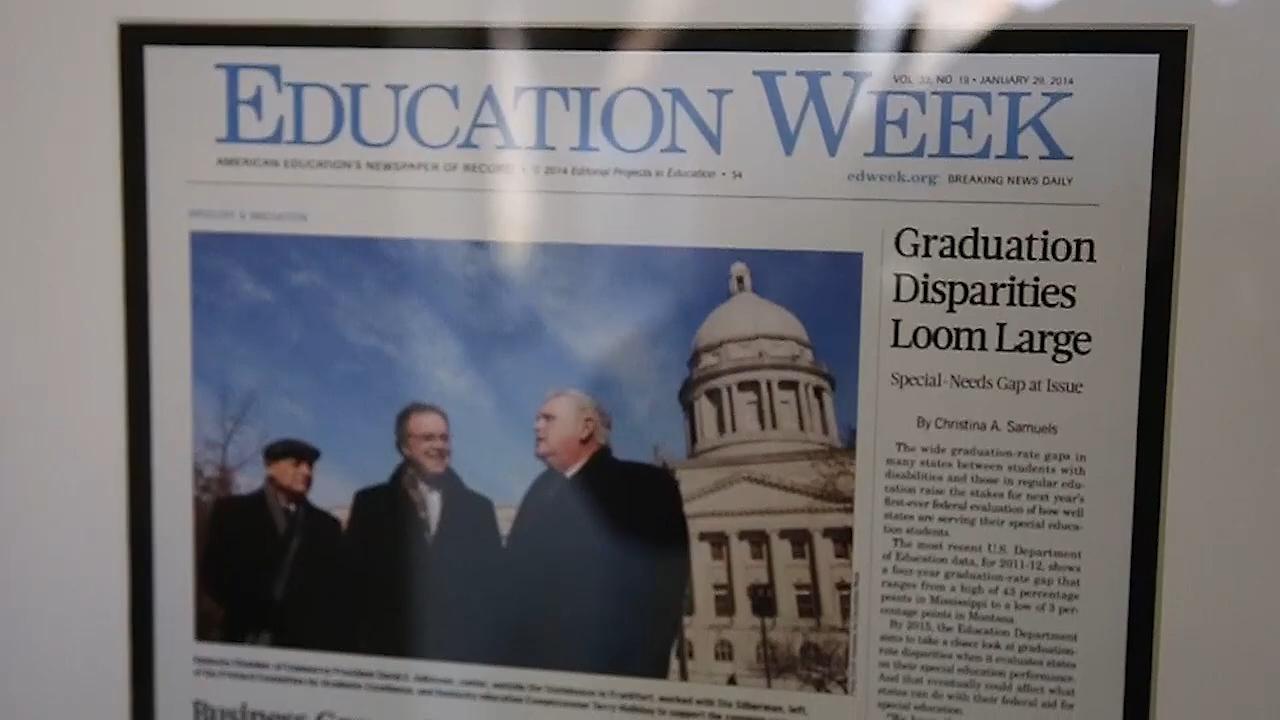 EDUCATION WEEK
VOL. 33, NO. 19 • JANUARY 29, 2014
AMERICAN EDUCATION'S NEWSPAPER OF RECORD • © 2014 Editorial Projects in Education • $4
edweek.org: BREAKING NEWS DAILY
Graduation
Disparities
Loom Large
Special-Needs Gap at Issue
By Christina A. Samuels
The wide graduation-rate gaps in
many states between students with
disabilities and those in regular edu-
cation raise the stakes for next year's
first-ever federal evaluation of how well
states are serving their special educa-
tion students.
The most recent U.S. Department
of Education data, for 2011-12, shows
a four-year graduation-rate gap that
ranges from a high of 43 percentage
points in Mississippi to a low of 3 per-
centage points in Montana.
By 2015, the Education Department
aims to take a closer look at graduation-
rate disparities when it evaluates states
on their special education performance.
And that eventually could affect what
states can do with their federal aid for
special education.
Business